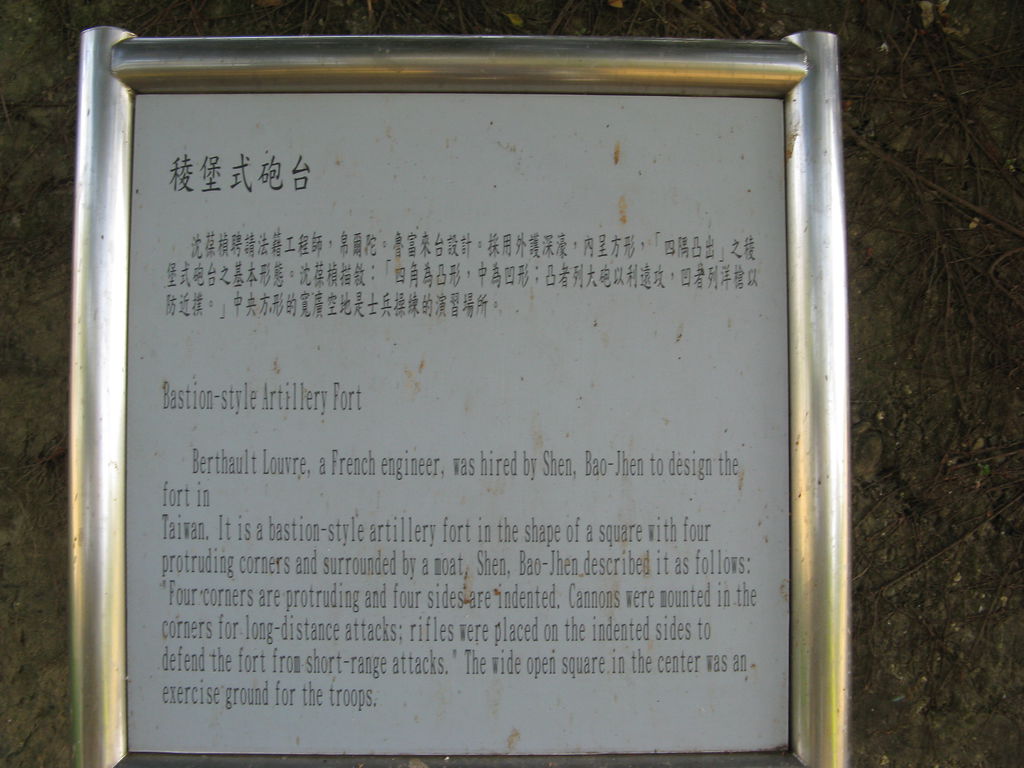 稜堡式砲台
沈葆楨聘請法籍工程師，帛爾陀。魯富來台設計。採用外護深濠，內呈方形，「四隅凸出」之稜
堡式砲台之基本形態。沈葆楨描敘：「四角為凸形，中為凹形；凸者列大砲以利遠攻，凹者列洋槍以
防近撲。」中央方形的寬廣空地是士兵操練的演習場所。
Bastion-style Artillery Fort
Berthault Louvre, a French engineer, was hired by Shen, Bao-Jhen to design the
fort in
Taiwan. It is a bastion-style artillery fort in the shape of a square with four
protruding corners and surrounded by a moat. Shen, Bao-Jhen described it as follows:
"Four corners are protruding and four sides are indented. Cannons were mounted in the
corners for long-distance attacks; rifles were placed on the indented sides to
defend the fort from short-range attacks." The wide open square in the center was an
exercise ground for the troops.